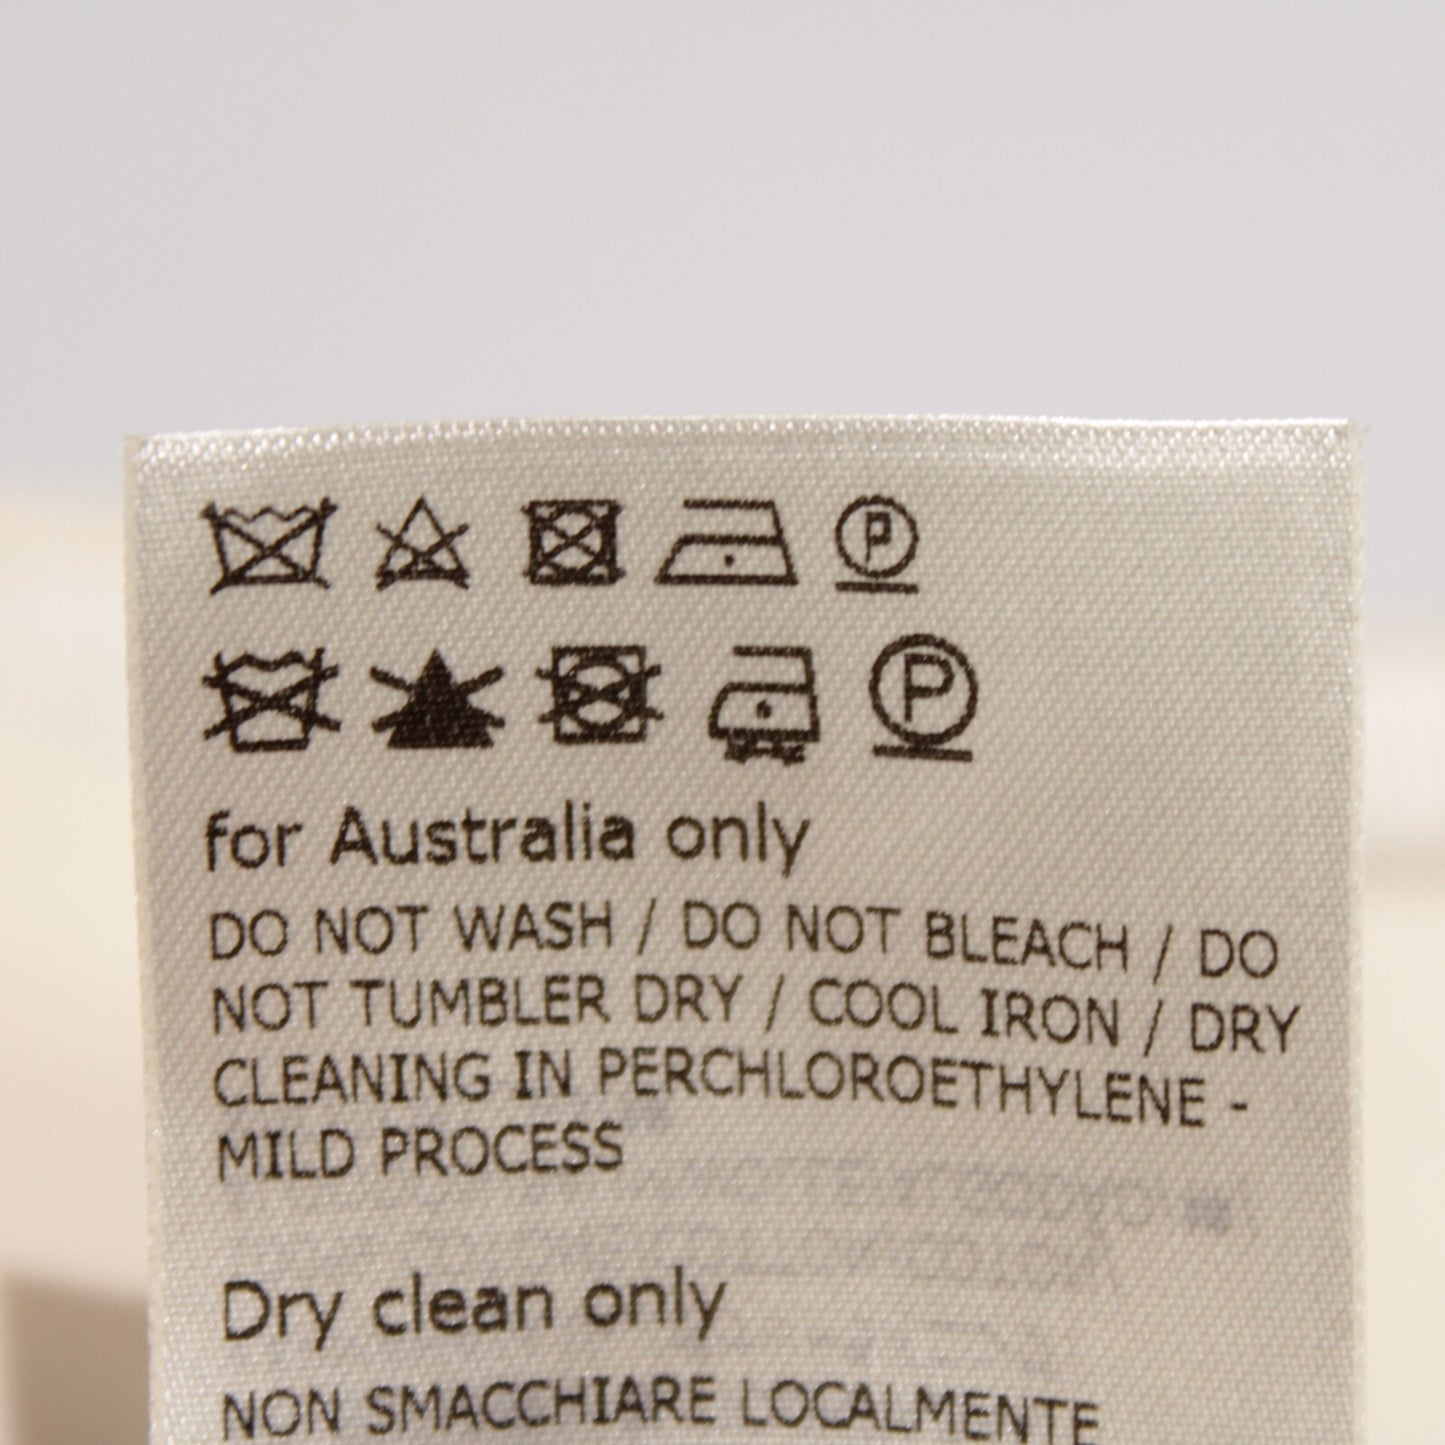 P
P
for Australia only
DO NOT WASH / DO NOT BLEACH / DO
NOT TUMBLER DRY / COOL IRON / DRY
CLEANING IN PERCHLOROETHYLENE -
MILD PROCESS
Dry clean only
NON SMACCHIARE LOCALMENTE